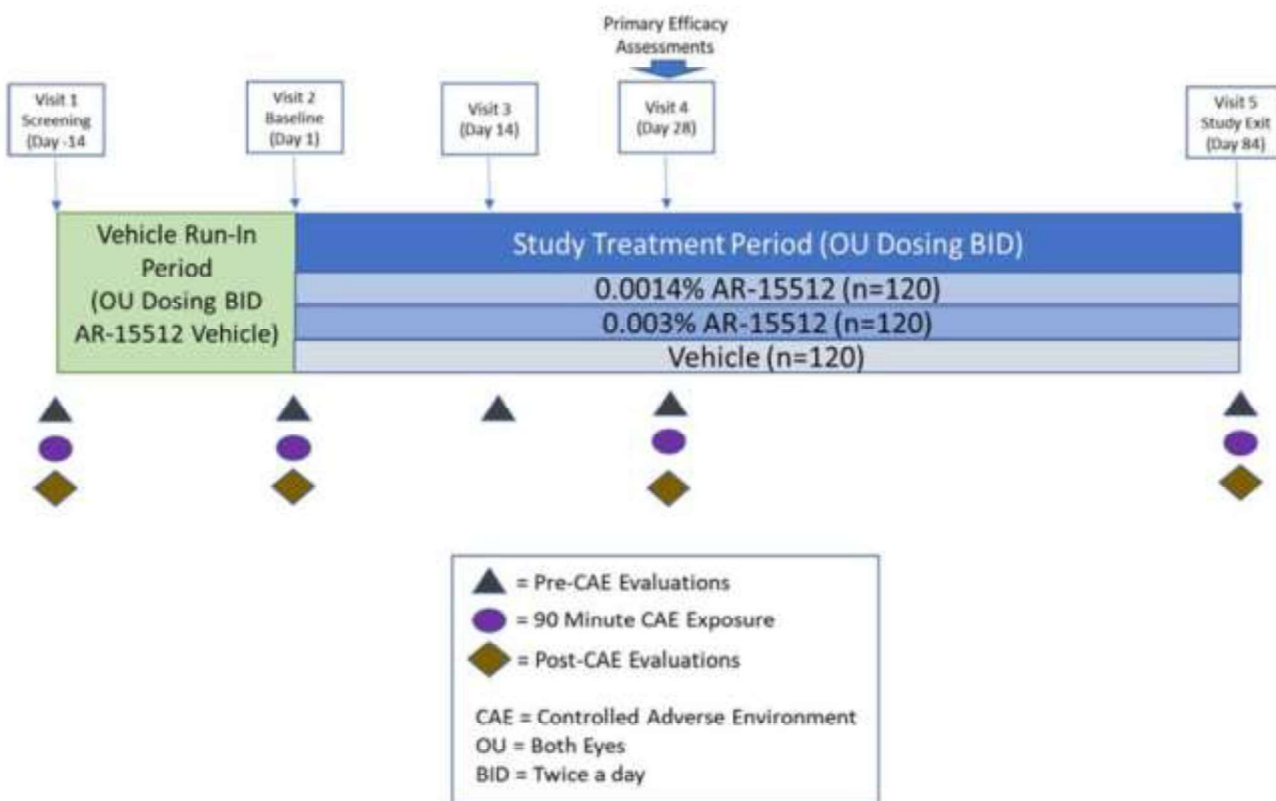 Primary Efficacy
Assessments
Visit 1
Screening
(Day -14
Visit 2
Baseline
(Day 1)
Visit 3
(Day 14)
Visit 4
(Day 28)
Visit 5
Study Exit
(Day 84)
Vehicle Run-In
Period
(OU Dosing BID
AR-15512 Vehicle)
Study Treatment Period (OU Dosing BID)
0.0014% AR-15512 (n=120)
0.003% AR-15512 (n=120)
Vehicle (n=120)
= Pre-CAE Evaluations
= 90 Minute CAE Exposure
= Post-CAE Evaluations
CAE = Controlled Adverse Environment
OU = Both Eyes
BID = Twice a day